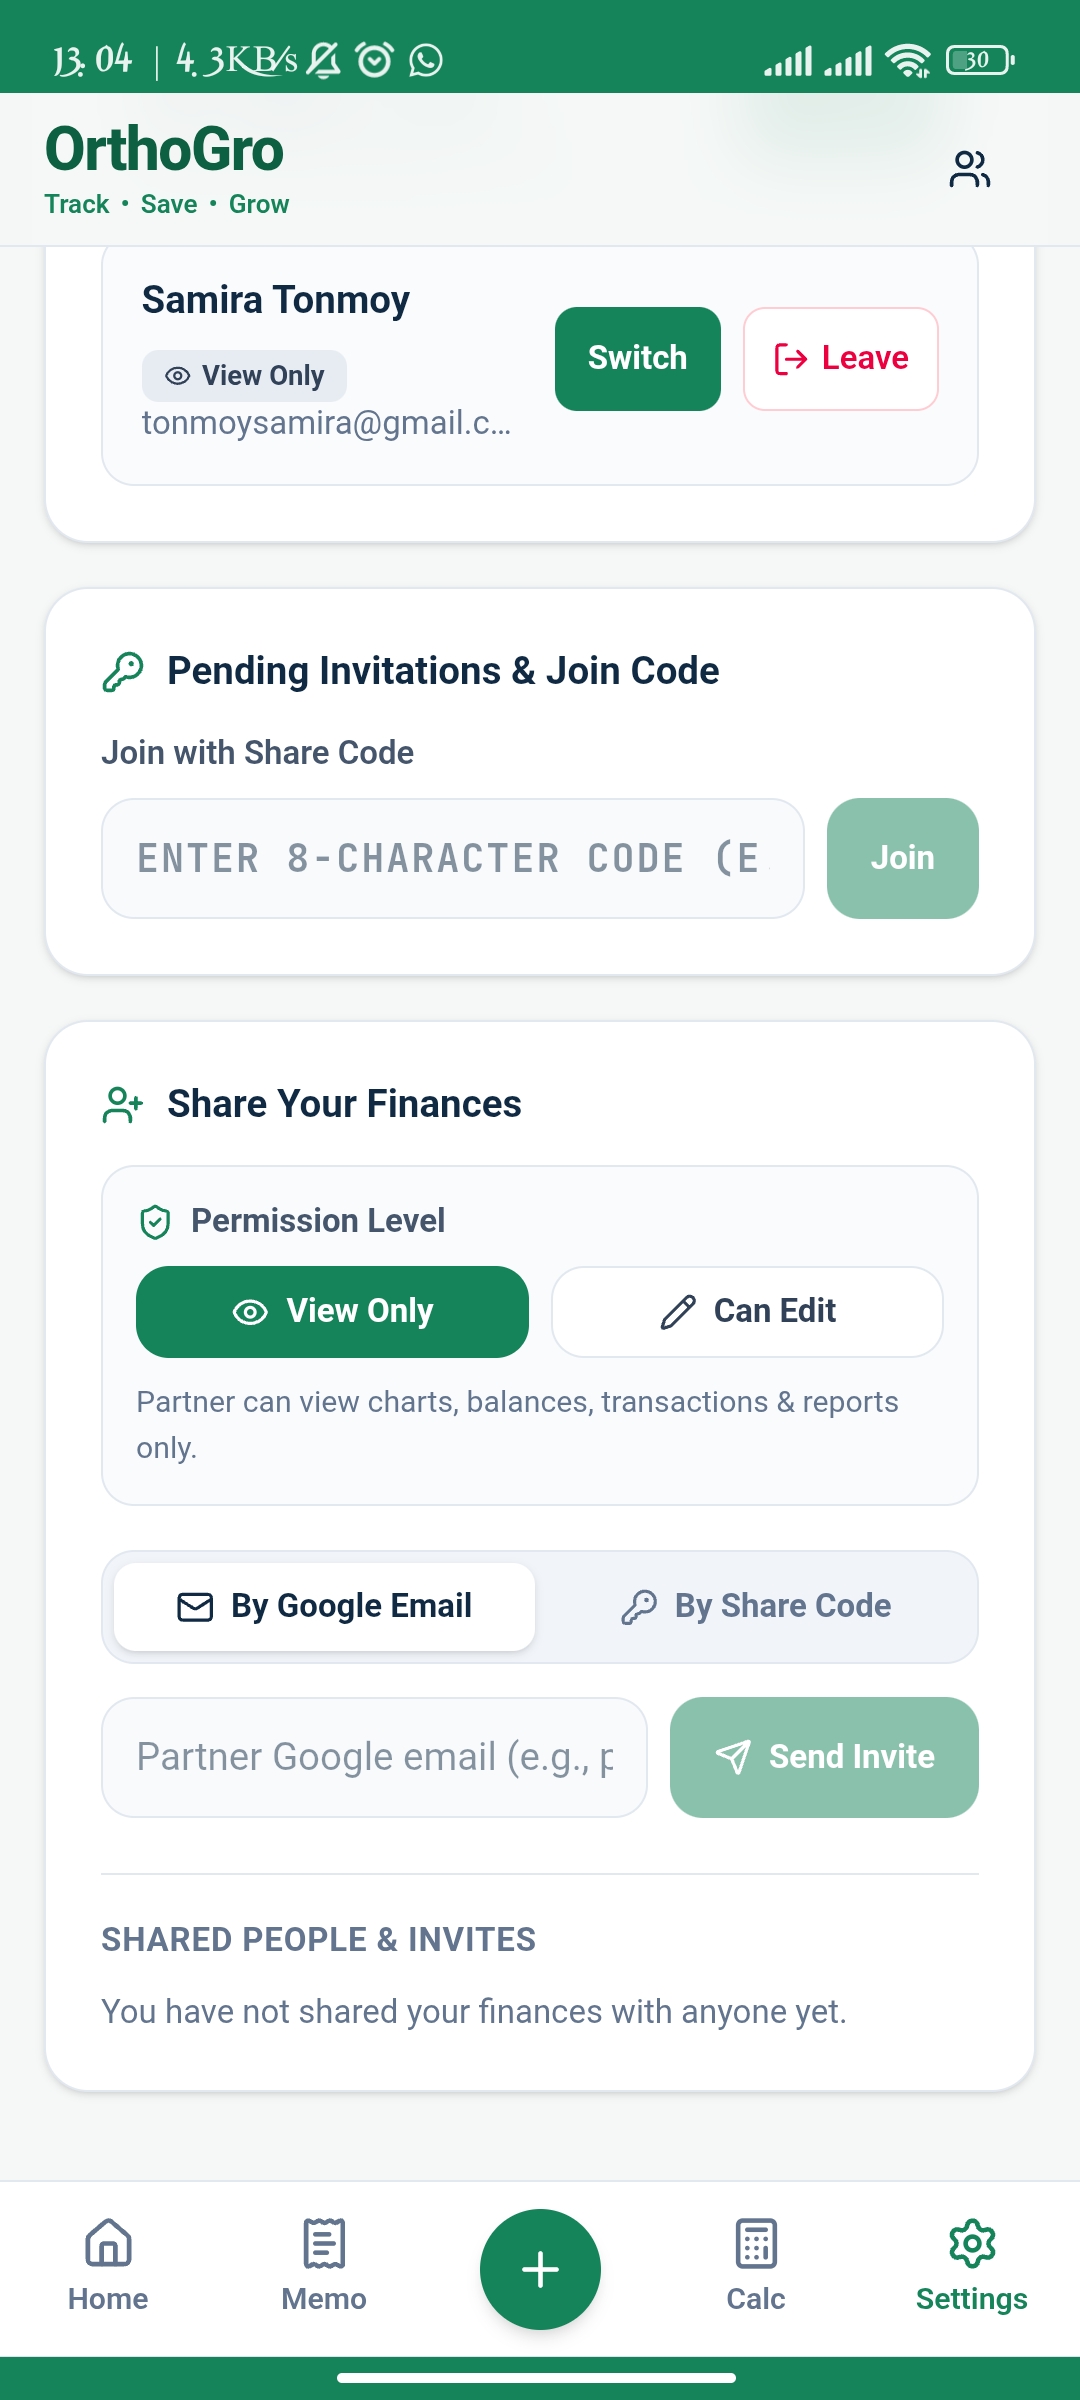 13:04 | 4.3KB/s
30
OrthoGro
Track • Save • Grow
Samira Tonmoy
View Only
tonmoysamira@gmail.c...
Switch
Leave
Pending Invitations & Join Code
Join with Share Code
ENTER 8-CHARACTER CODE (E
Join
Share Your Finances
Permission Level
View Only
Can Edit
Partner can view charts, balances, transactions & reports
only.
By Google Email
By Share Code
Partner Google email (e.g., p
Send Invite
SHARED PEOPLE & INVITES
You have not shared your finances with anyone yet.
Home
Memo
Calc
Settings